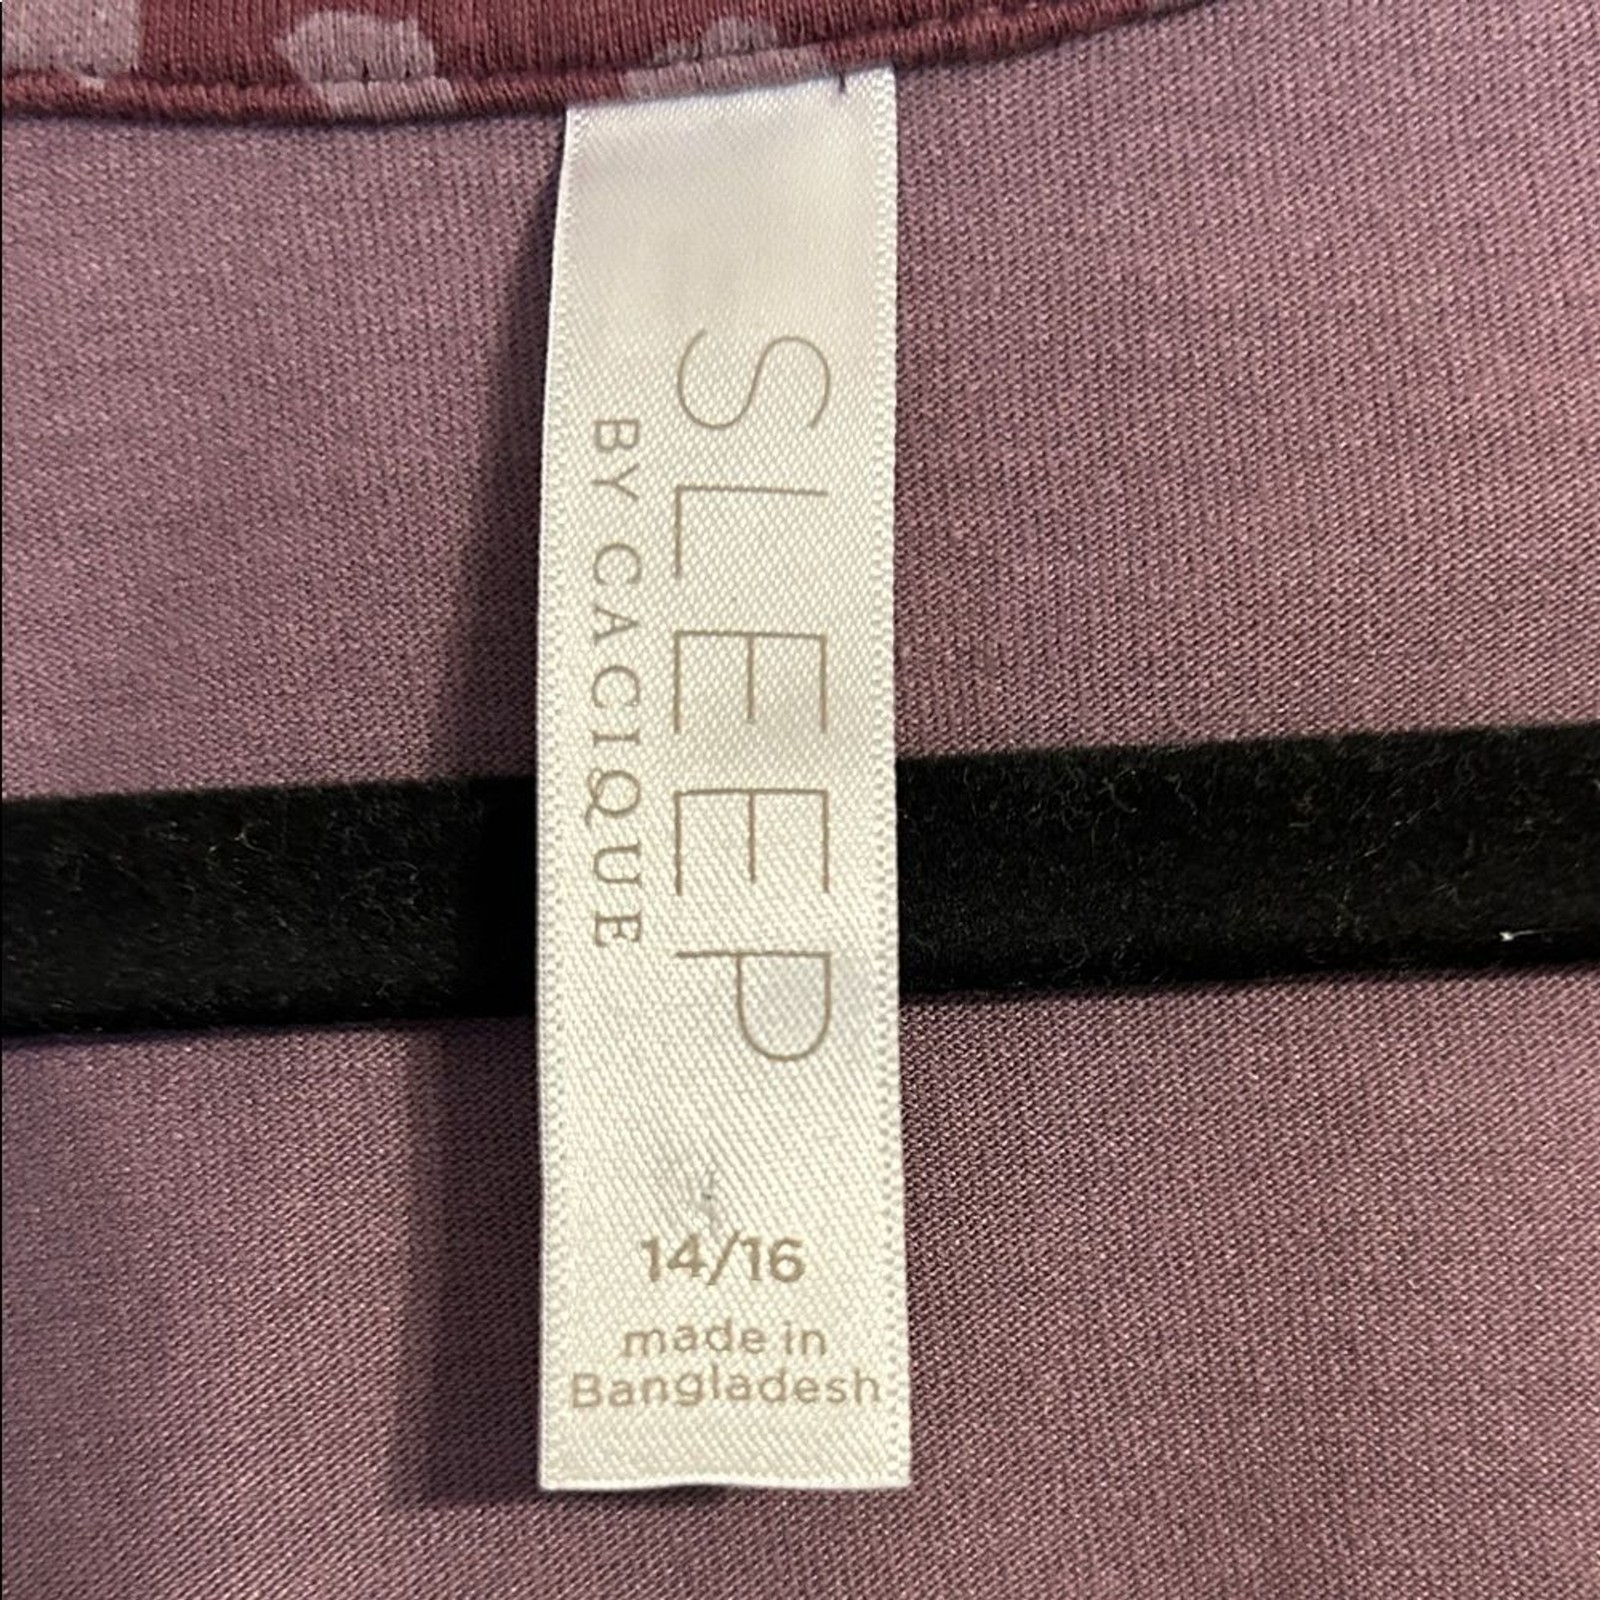 SLEEP
BY CACIQUE
14/16
made in
Bangladesh